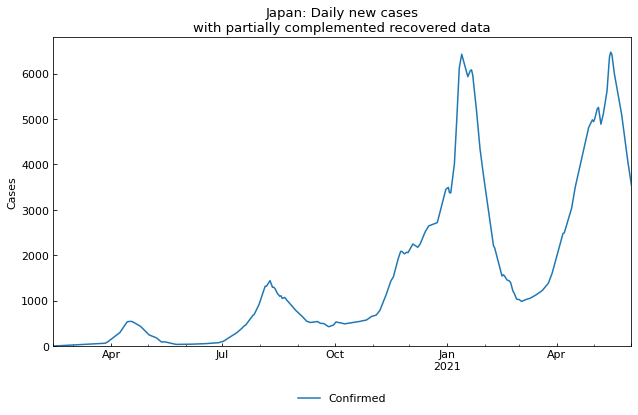 Japan: Daily new cases
with partially complemented recovered data
Cases
6000
5000
4000
3000
2000
1000
0
Apr
Jul
Oct
Jan
2021
Apr
Confirmed